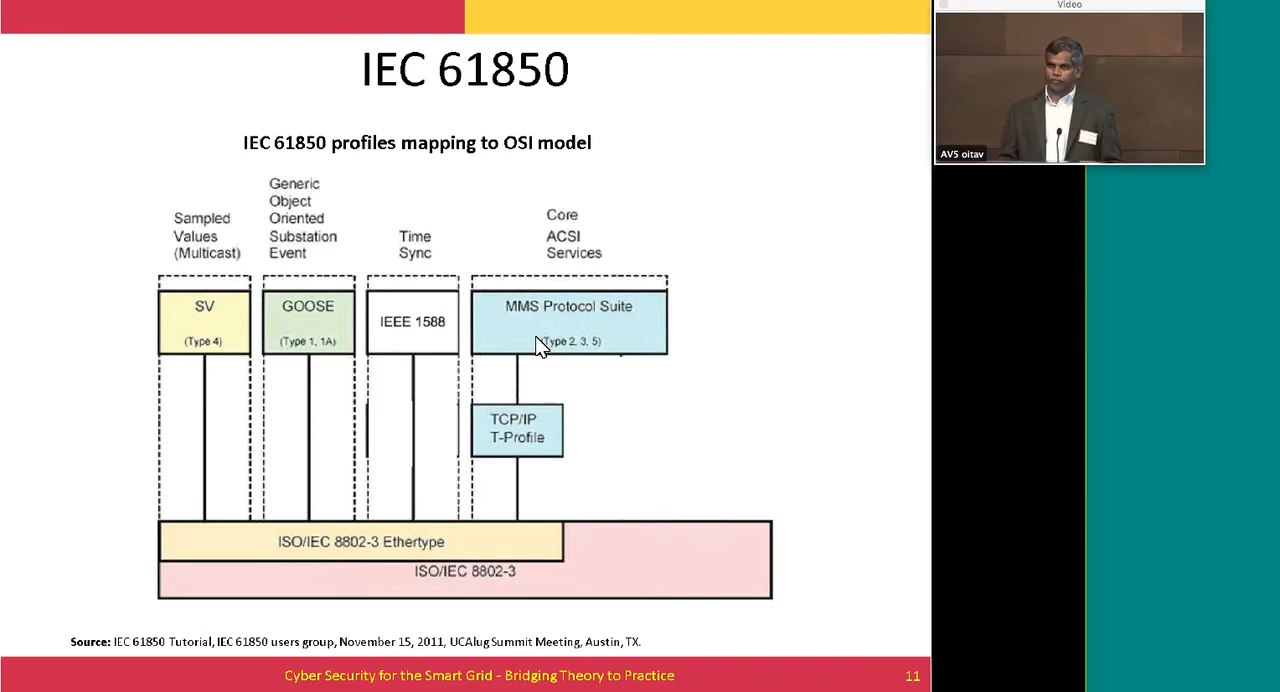 Video
AV5 oitav
IEC 61850
IEC 61850 profiles mapping to OSI model
Sampled
Values
(Multicast)
Generic
Object
Oriented
Substation
Event
Time
Sync
Core
ACSI
Services
SV
(Type 4)
GOOSE
(Type 1, 1A)
IEEE 1588
MMS Protocol Suite
(Type 2, 3, 5)
TCP/IP
T-Profile
ISO/IEC 8802-3 Ethertype
ISO/IEC 8802-3
Source: IEC 61850 Tutorial, IEC 61850 users group, November 15, 2011, UCAlug Summit Meeting, Austin, TX.
Cyber Security for the Smart Grid - Bridging Theory to Practice
11